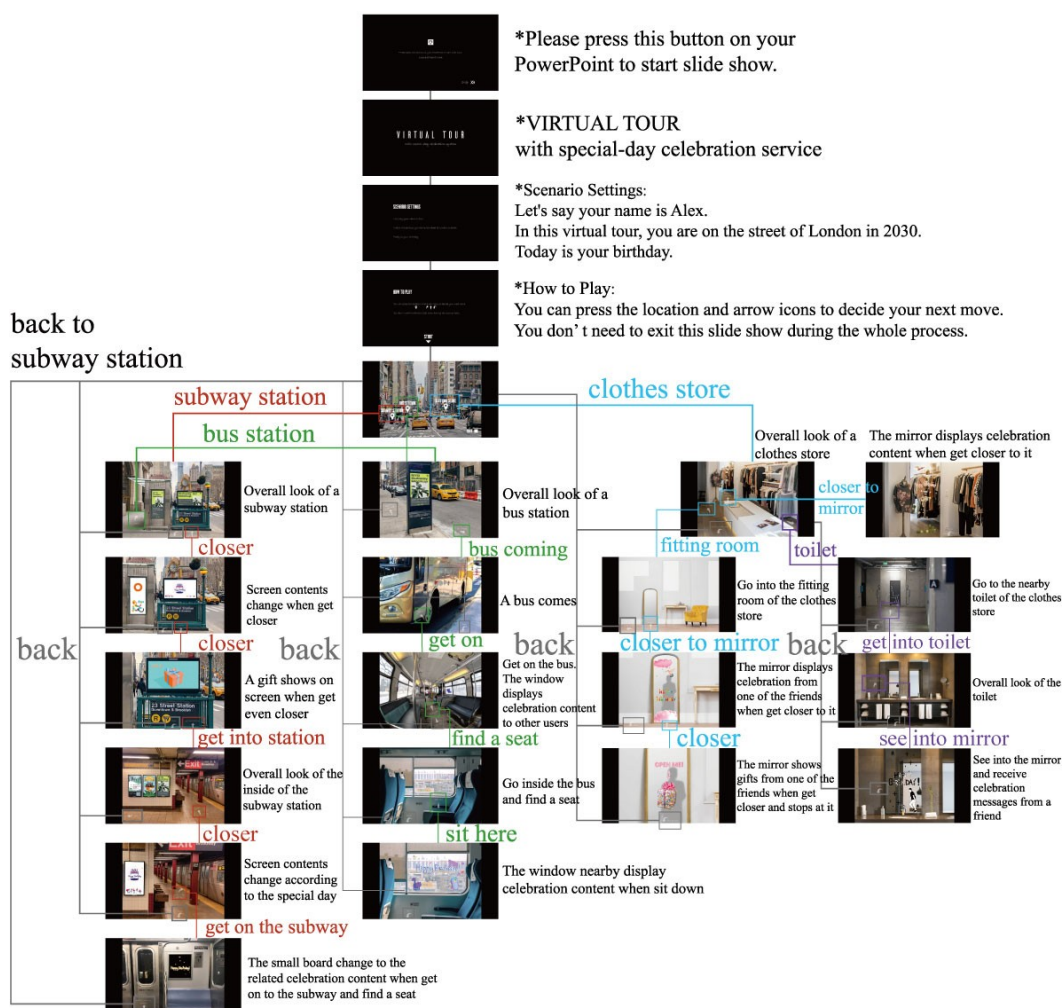 *Please press this button on your
PowerPoint to start slide show.
VIRTUAL TOUR
*VIRTUAL TOUR
with special-day celebration service
SCENARIO SETTINGS
*Scenario Settings:
Let's say your name is Alex.
In this virtual tour, you are on the street of London in 2030.
Today is your birthday.
HOW TO PLAY
START
*How to Play:
You can press the location and arrow icons to decide your next move.
You don' t need to exit this slide show during the whole process.
back to
subway station
subway station
bus station
clothes store
Overall look of a
subway station
closer
Screen contents
change when get
closer
closer
A gift shows on
screen when get
even closer
get into station
Overall look of the
inside of the
subway station
closer
Screen contents
change according
to the special day
get on the subway
The small board change to the
related celebration content when get
on to the subway and find a seat
back
Overall look of a
bus station
bus coming
A bus comes
get on
Get on the bus.
The window
displays
celebration content
to other users
find a seat
Go inside the bus
and find a seat
sit here
The window nearby display
celebration content when sit down
back
Overall look of a
clothes store
closer to
mirror
The mirror displays celebration
content when get closer to it
fitting room
Go into the fitting
room of the clothes
store
closer to mirror
The mirror displays
celebration from
one of the friends
when get closer to it
closer
OPEN ME!
The mirror shows
gifts from one of the
friends when get
closer and stops at it
back
toilet
Go to the nearby
toilet of the clothes
store
get into toilet
Overall look of the
toilet
see into mirror
See into the mirror
and receive
celebration
messages from a
friend
back
23 Street Station
Exit
Exit